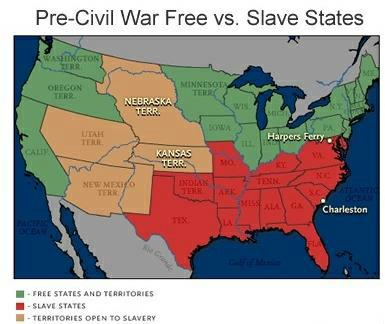 Pre-Civil War Free vs. Slave States
WASHINGTON
TERR.
OREGON
TERR.
NEBRASKA
TERR.
MINNESOTA
TERR.
WIS.
MICH.
N.Y.
ME.
IOWA
PA.
Harpers Ferry
UTAH
TERR.
CALIF.
KANSAS
TERR.
ILL.
IND.
MO.
KY.
VA.
NEW MEXICO
TERR.
INDIAN
TERR.
ARK.
TENN.
N.C.
S.C.
ATLANTIC
OCEAN
Charleston
MISS.
ALA.
GA.
TEX.
LA.
FLA.
PACIFIC
OCEAN
Rio Grande
Gulf of Mexico
- FREE STATES AND TERRITORIES
- SLAVE STATES
- TERRITORIES OPEN TO SLAVERY